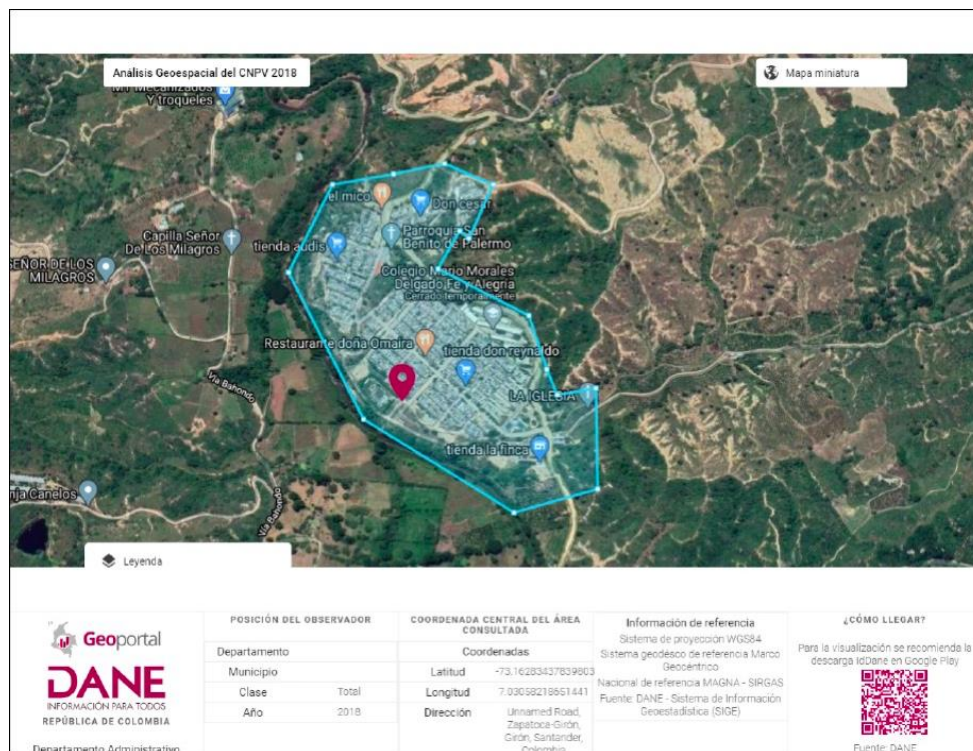 Análisis Geoespacial del CNPV 2018
Mapa miniatura
MY Mecanizados
Y troqueles
el mico
Don cesar
Capilla Señor
De Los Milagros
Parroquia San
Benito de Palermo
tienda audis
SEÑOR DE LOS
MILAGROS
Colegio Mario Morales
Delgado Fe y Alegria
Cerrado temporalmente
Restaurante doña Omaira
tienda don reynaldo
Vía Bahondo
LA IGLESIA
tienda la finca
nja Canelos
Vía Bahondo
Leyenda
Geoportal
DANE
INFORMACIÓN PARA TODOS
REPÚBLICA DE COLOMBIA
Departamento Administrativo
POSICIÓN DEL OBSERVADOR
Departamento
Municipio
Clase Total
Año 2018
COORDENADA CENTRAL DEL ÁREA
CONSULTADA
Coordenadas
Latitud -73.16283437839803
Longitud 7.03058218651441
Dirección Unnamed Road,
Zapatoca-Girón,
Girón, Santander,
Colombia
Información de referencia
Sistema de proyección WGS84
Sistema geodésco de referencia Marco
Geocéntrico
Nacional de referencia MAGNA - SIRGAS
Fuente: DANE - Sistema de Información
Geoestadística (SIGE)
¿CÓMO LLEGAR?
Para la visualización se recomienda la
descarga IdDane en Google Play
Fuente: DANE